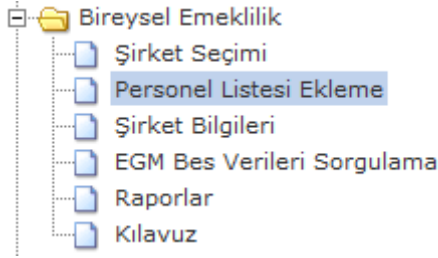 Bireysel Emeklilik
Şirket Seçimi
Personel Listesi Ekleme
Şirket Bilgileri
EGM Bes Verileri Sorgulama
Raporlar
Kılavuz